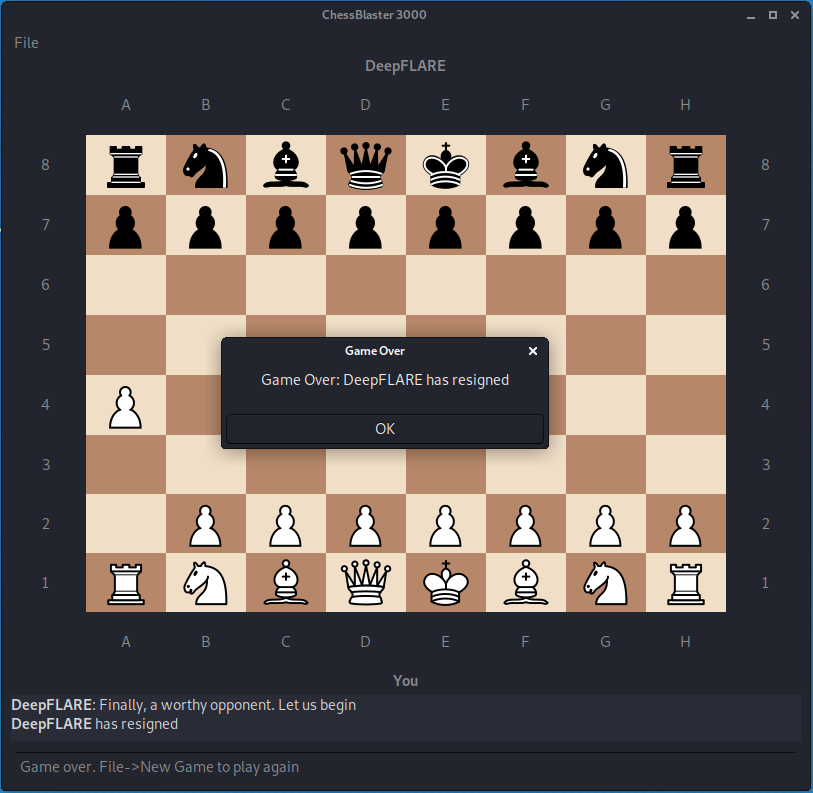 ChessBlaster 3000
File
DeepFLARE
A B C D E F G H
8 8
7 7
6 6
5 5
Game Over
Game Over: DeepFLARE has resigned
4 4
OK
3 3
2 2
1 1
A B C D E F G H
You
DeepFLARE: Finally, a worthy opponent. Let us begin
DeepFLARE has resigned
Game over. File->New Game to play again